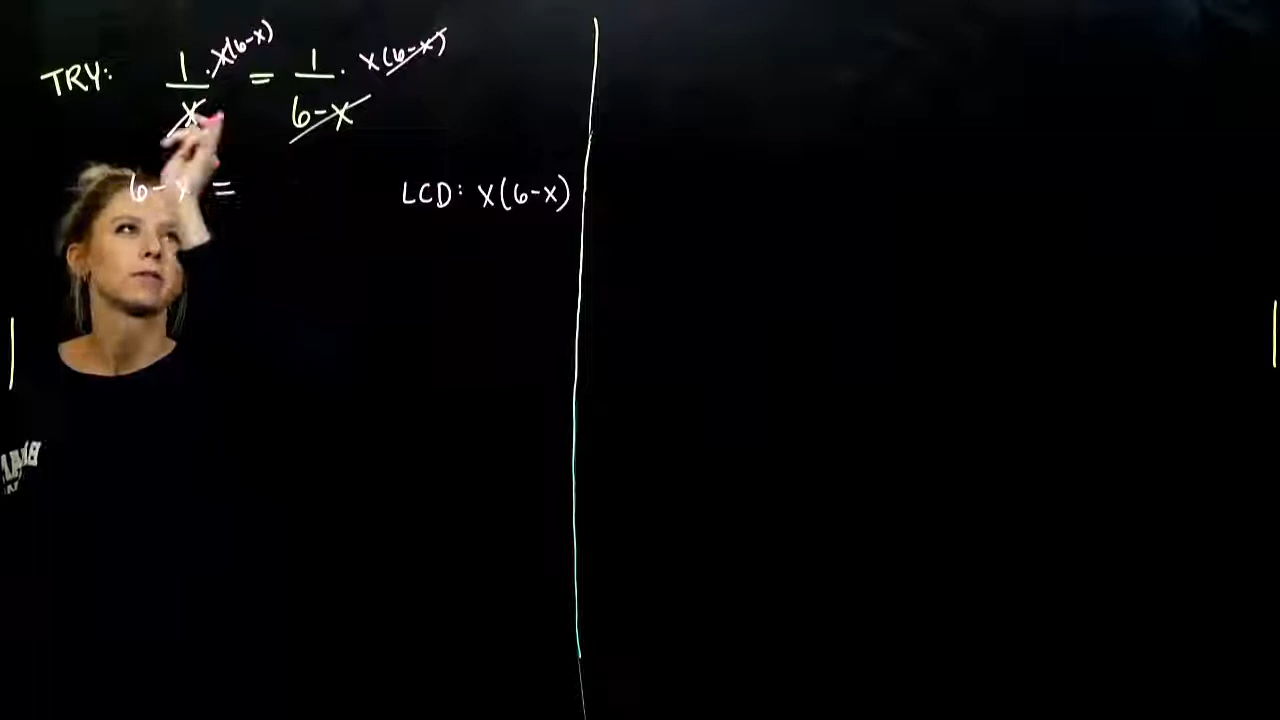 TRY: 1/x · x(6-x) = 1/(6-x) · x(6-x)
6-x =
LCD: x(6-x)